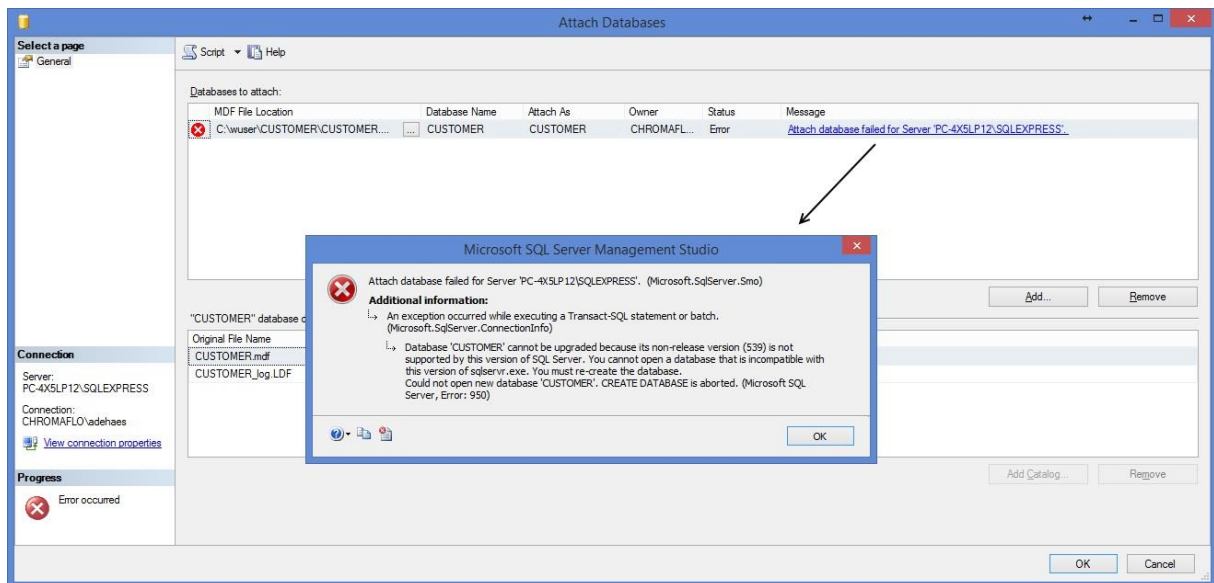 Attach Databases
Select a page
General
Script Help
Databases to attach:
MDF File Location Database Name Attach As Owner Status Message
C:\wuser\CUSTOMER\CUSTOMER.... ... CUSTOMER CUSTOMER CHROMAFL... Error Attach database failed for Server 'PC-4X5LP12\SQLEXPRESS'.
Microsoft SQL Server Management Studio
Attach database failed for Server 'PC-4X5LP12\SQLEXPRESS'. (Microsoft.SqlServer.Smo)
Additional information:
An exception occurred while executing a Transact-SQL statement or batch.
(Microsoft.SqlServer.ConnectionInfo)
Database 'CUSTOMER' cannot be upgraded because its non-release version (539) is not
supported by this version of SQL Server. You cannot open a database that is incompatible with
this version of sqlservr.exe. You must re-create the database.
Could not open new database 'CUSTOMER'. CREATE DATABASE is aborted. (Microsoft SQL
Server, Error: 950)
OK
Add... Remove
"CUSTOMER" database d
Original File Name
CUSTOMER.mdf
CUSTOMER_log.LDF
Connection
Server:
PC-4X5LP12\SQLEXPRESS
Connection:
CHROMAFLO\adehaes
View connection properties
Progress
Error occurred
Add Catalog... Remove
OK Cancel